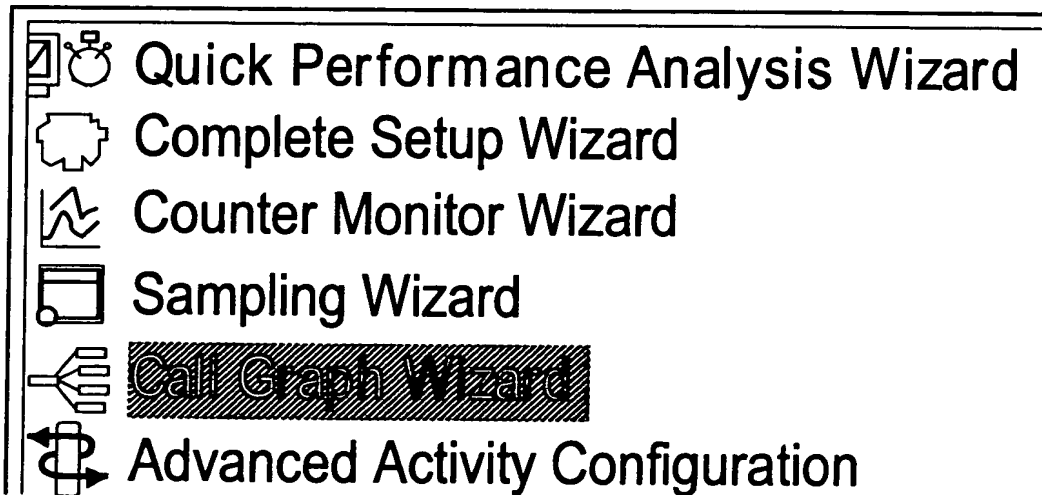 Quick Performance Analysis Wizard
Complete Setup Wizard
Counter Monitor Wizard
Sampling Wizard
Call Graph Wizard
Advanced Activity Configuration